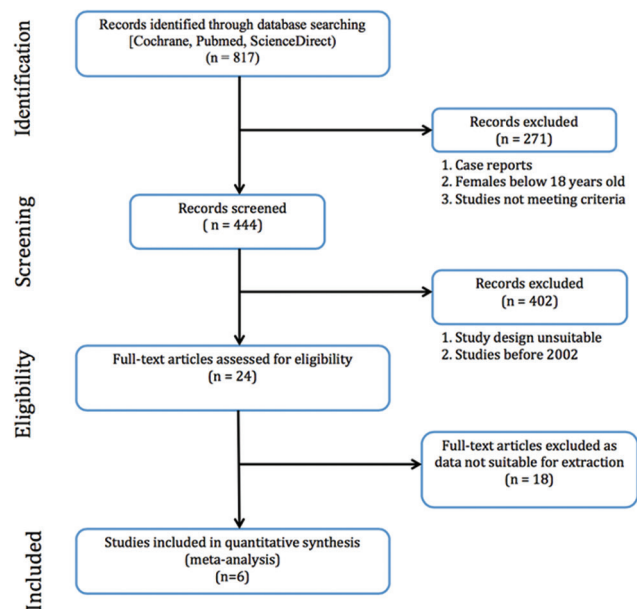 Identification
Records identified through database searching
[Cochrane, Pubmed, ScienceDirect)
(n = 817)
Records excluded
(n = 271)
1. Case reports
2. Females below 18 years old
3. Studies not meeting criteria
Screening
Records screened
( n = 444)
Records excluded
(n = 402)
1. Study design unsuitable
2. Studies before 2002
Eligibility
Full-text articles assessed for eligibility
(n = 24)
Full-text articles excluded as
data not suitable for extraction
(n = 18)
Included
Studies included in quantitative synthesis
(meta-analysis)
(n=6)